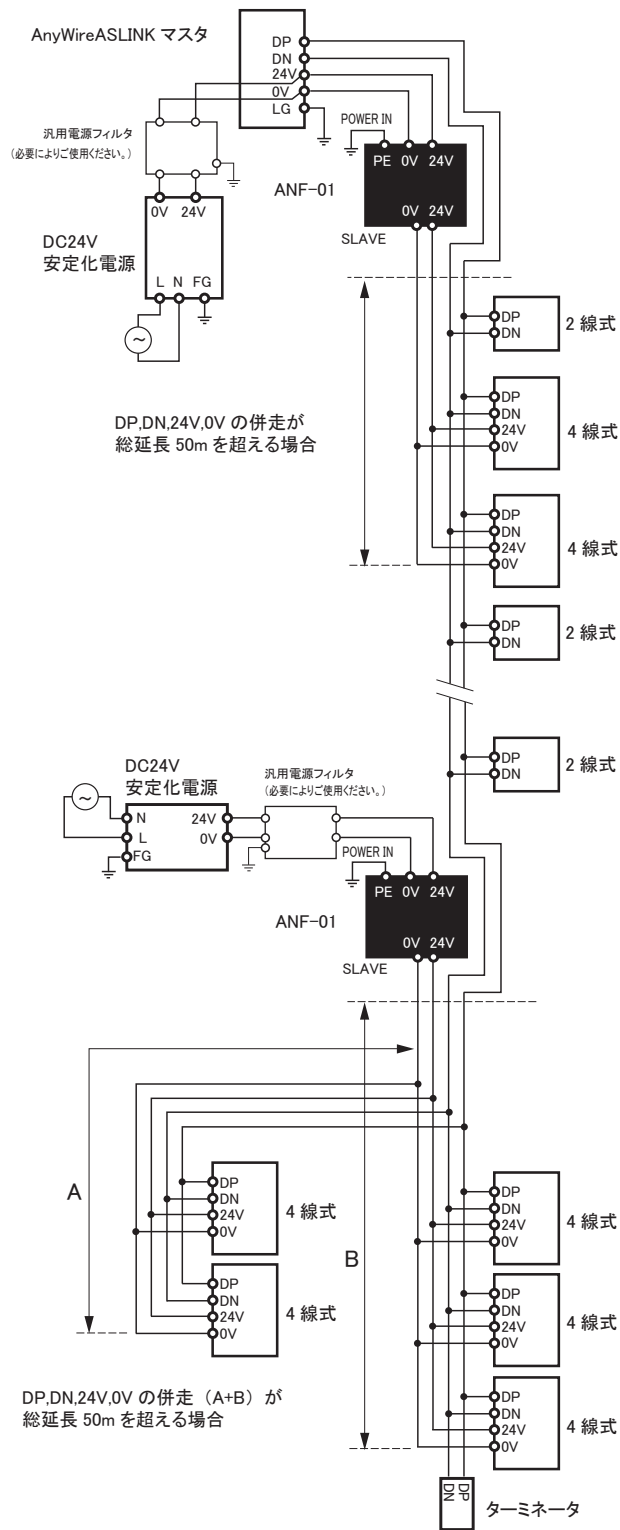 AnyWireASLINK マスタ
DP
DN
24V
0V
LG
汎用電源フィルタ
(必要によりご使用ください。)
POWER IN
PE 0V 24V
ANF-01
0V 24V
SLAVE
0V 24V
DC24V
安定化電源
L N FG
DP
DN
2 線式
DP,DN,24V,0V の併走が
総延長 50m を超える場合
DP
DN
24V
0V
4 線式
DP
DN
24V
0V
4 線式
DP
DN
2 線式
DP
DN
2 線式
DC24V
安定化電源
N
L
FG
24V
0V
汎用電源フィルタ
(必要によりご使用ください。)
POWER IN
PE 0V 24V
ANF-01
0V 24V
SLAVE
A
DP
DN
24V
0V
4 線式
DP
DN
24V
0V
4 線式
B
DP
DN
24V
0V
4 線式
DP
DN
24V
0V
4 線式
DP
DN
24V
0V
4 線式
DP,DN,24V,0V の併走（A+B）が
総延長 50m を超える場合
DP
DN
ターミネータ